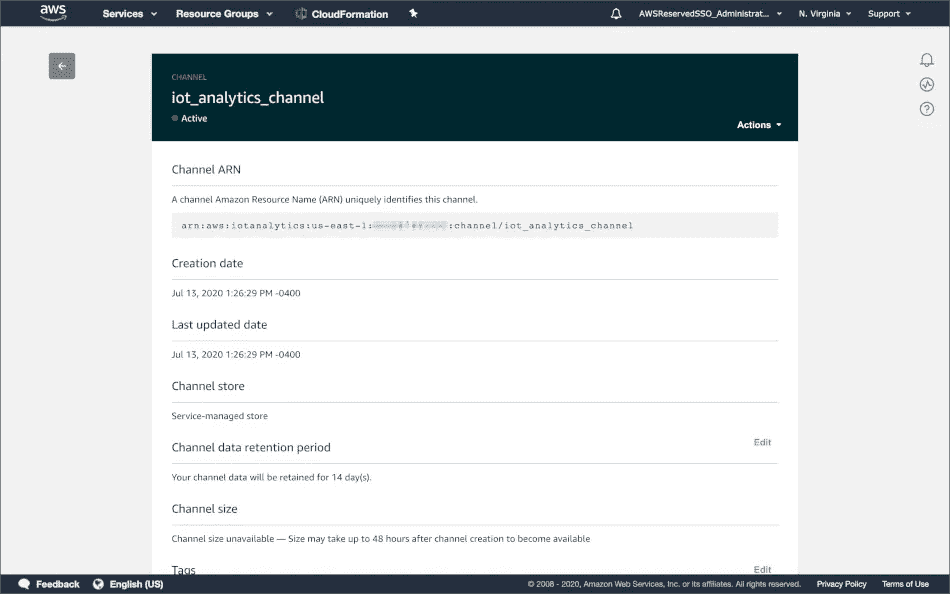 aws
Services
Resource Groups
CloudFormation
AWSReservedSSO_Administrat...
N. Virginia
Support
CHANNEL
iot_analytics_channel
Active
Actions
Channel ARN
A channel Amazon Resource Name (ARN) uniquely identifies this channel.
arn:aws:iotanalytics:us-east-1: :channel/iot_analytics_channel
Creation date
Jul 13, 2020 1:26:29 PM -0400
Last updated date
Jul 13, 2020 1:26:29 PM -0400
Channel store
Service-managed store
Channel data retention period
Edit
Your channel data will be retained for 14 day(s).
Channel size
Channel size unavailable — Size may take up to 48 hours after channel creation to become available
Tags
Edit
Feedback
English (US)
© 2008 - 2020, Amazon Web Services, Inc. or its affiliates. All rights reserved.
Privacy Policy
Terms of Use